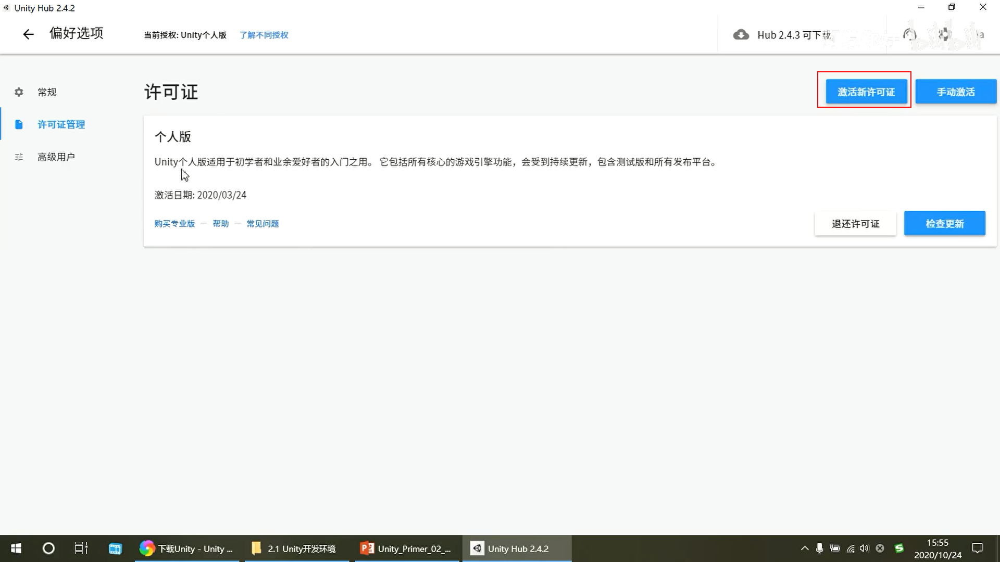 Unity Hub 2.4.2
偏好选项
当前授权: Unity个人版 了解不同授权
Hub 2.4.3 可下载
bilibili
常规
许可证管理
高级用户
许可证
激活新许可证
手动激活
个人版
Unity个人版适用于初学者和业余爱好者的入门之用。 它包括所有核心的游戏引擎功能，会受到持续更新，包含测试版和所有发布平台。
激活日期: 2020/03/24
购买专业版 — 帮助 — 常见问题
退还许可证
检查更新
下载Unity - Unity ...
2.1 Unity开发环境
Unity_Primer_02_...
Unity Hub 2.4.2
15:55
2020/10/24